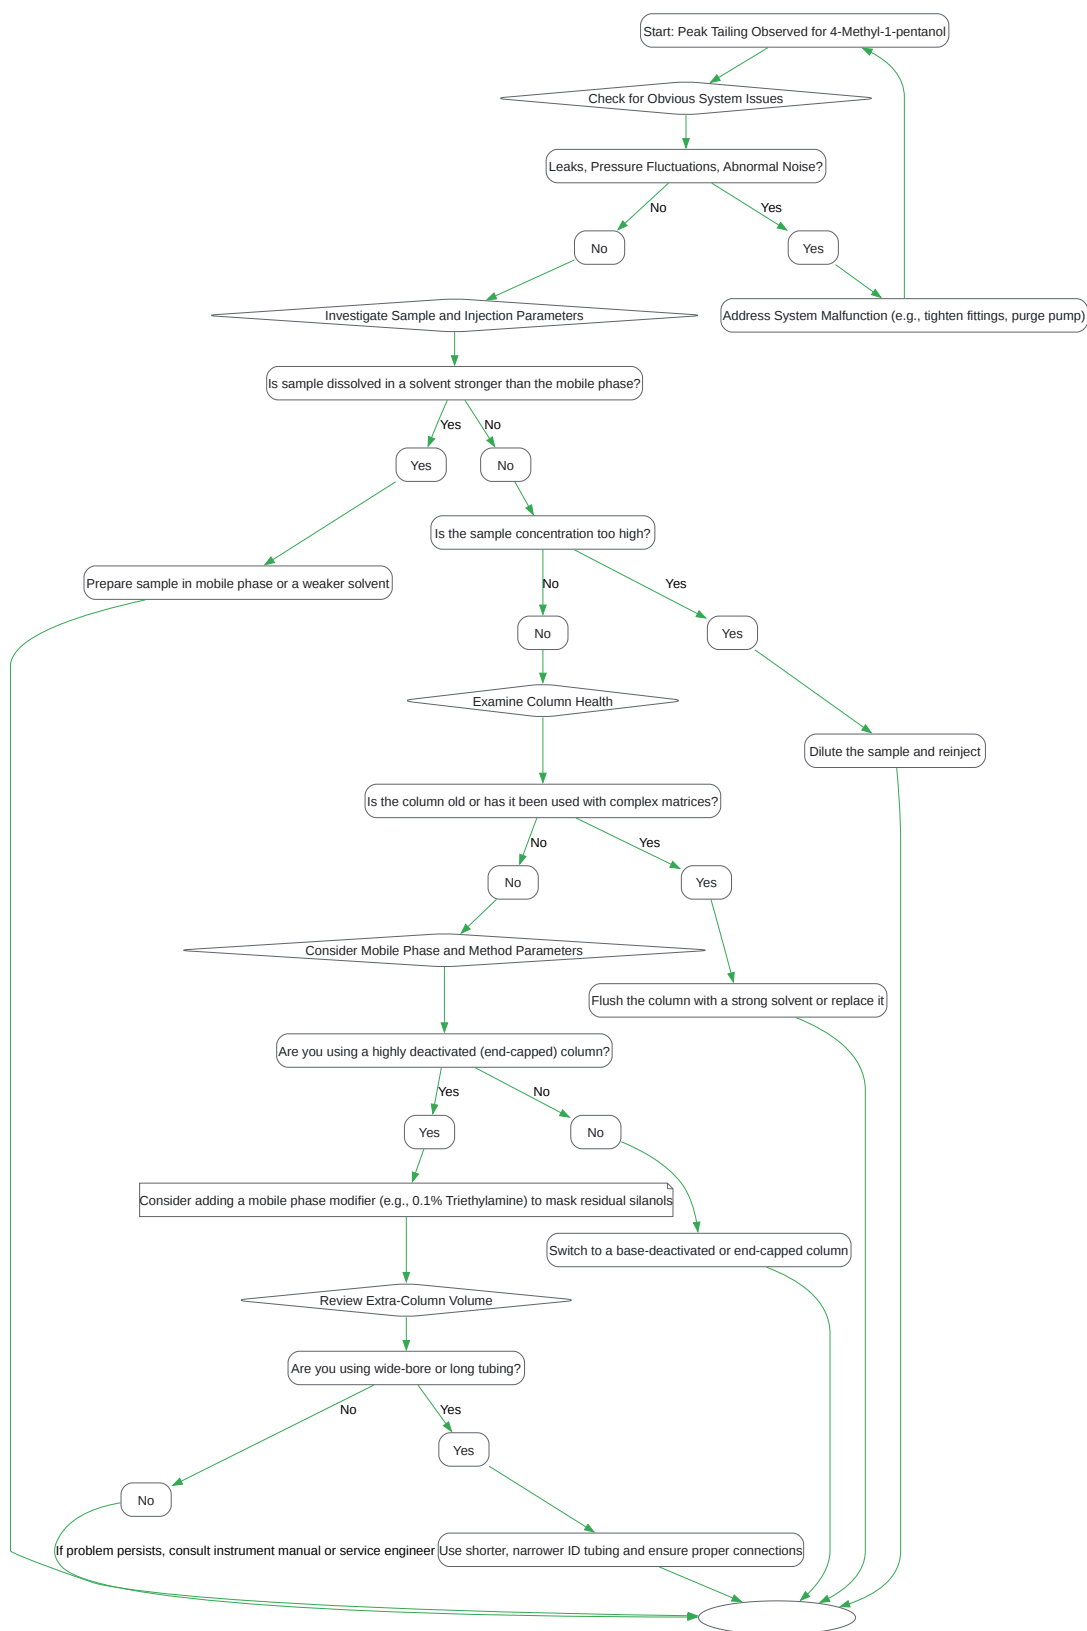 Start: Peak Tailing Observed for 4-Methyl-1-pentanol
Check for Obvious System Issues
Leaks, Pressure Fluctuations, Abnormal Noise?
No
Yes
No
Yes
Investigate Sample and Injection Parameters
Address System Malfunction (e.g., tighten fittings, purge pump)
Is sample dissolved in a solvent stronger than the mobile phase?
Yes
No
Yes
No
Is the sample concentration too high?
Prepare sample in mobile phase or a weaker solvent
No
Yes
No
Yes
Examine Column Health
Dilute the sample and reinject
Is the column old or has it been used with complex matrices?
No
Yes
No
Yes
Consider Mobile Phase and Method Parameters
Flush the column with a strong solvent or replace it
Are you using a highly deactivated (end-capped) column?
Yes
No
Yes
No
Consider adding a mobile phase modifier (e.g., 0.1% Triethylamine) to mask residual silanols
Switch to a base-deactivated or end-capped column
Review Extra-Column Volume
Are you using wide-bore or long tubing?
No
Yes
Yes
No
If problem persists, consult instrument manual or service engineer
Use shorter, narrower ID tubing and ensure proper connections